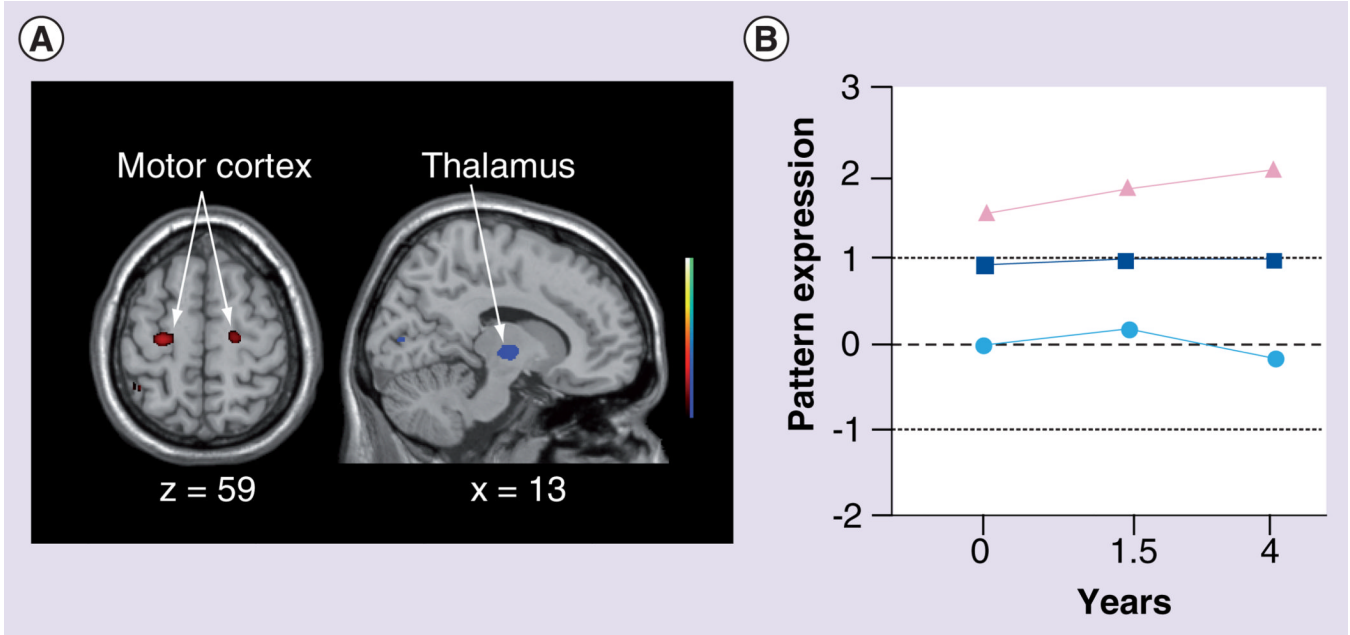 A
Motor cortex
Thalamus
z = 59
x = 13
B
Pattern expression
3
2
1
0
-1
-2
0 1.5 4
Years